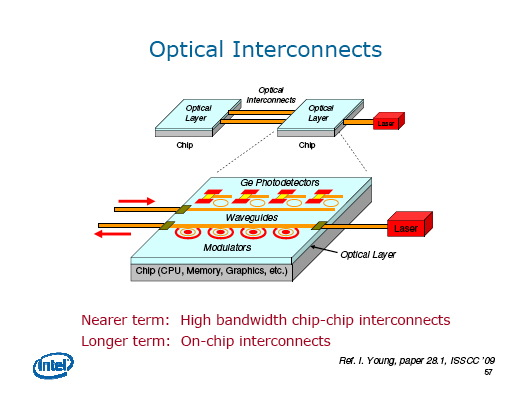 Optical Interconnects
Optical
Interconnects
Optical
Layer
Optical
Layer
Laser
Chip
Chip
Ge Photodetectors
Waveguides
Laser
Modulators
Optical Layer
Chip (CPU, Memory, Graphics, etc.)
Nearer term: High bandwidth chip-chip interconnects
Longer term: On-chip interconnects
Ref. I. Young, paper 28.1, ISSCC '09
intel
57